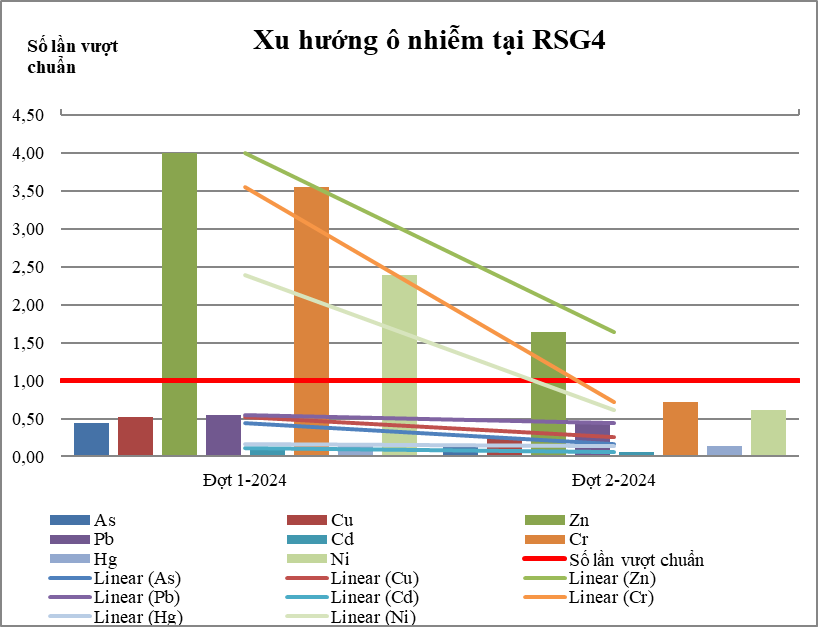 Xu hướng ô nhiễm tại RSG4
Số lần vượt
chuẩn
4,50
4,00
3,50
3,00
2,50
2,00
1,50
1,00
0,50
0,00
Đợt 1-2024 Đợt 2-2024
As Cu Zn
Pb Cd Cr
Hg Ni Số lần vượt chuẩn
Linear (As) Linear (Cu) Linear (Zn)
Linear (Pb) Linear (Cd) Linear (Cr)
Linear (Hg) Linear (Ni)